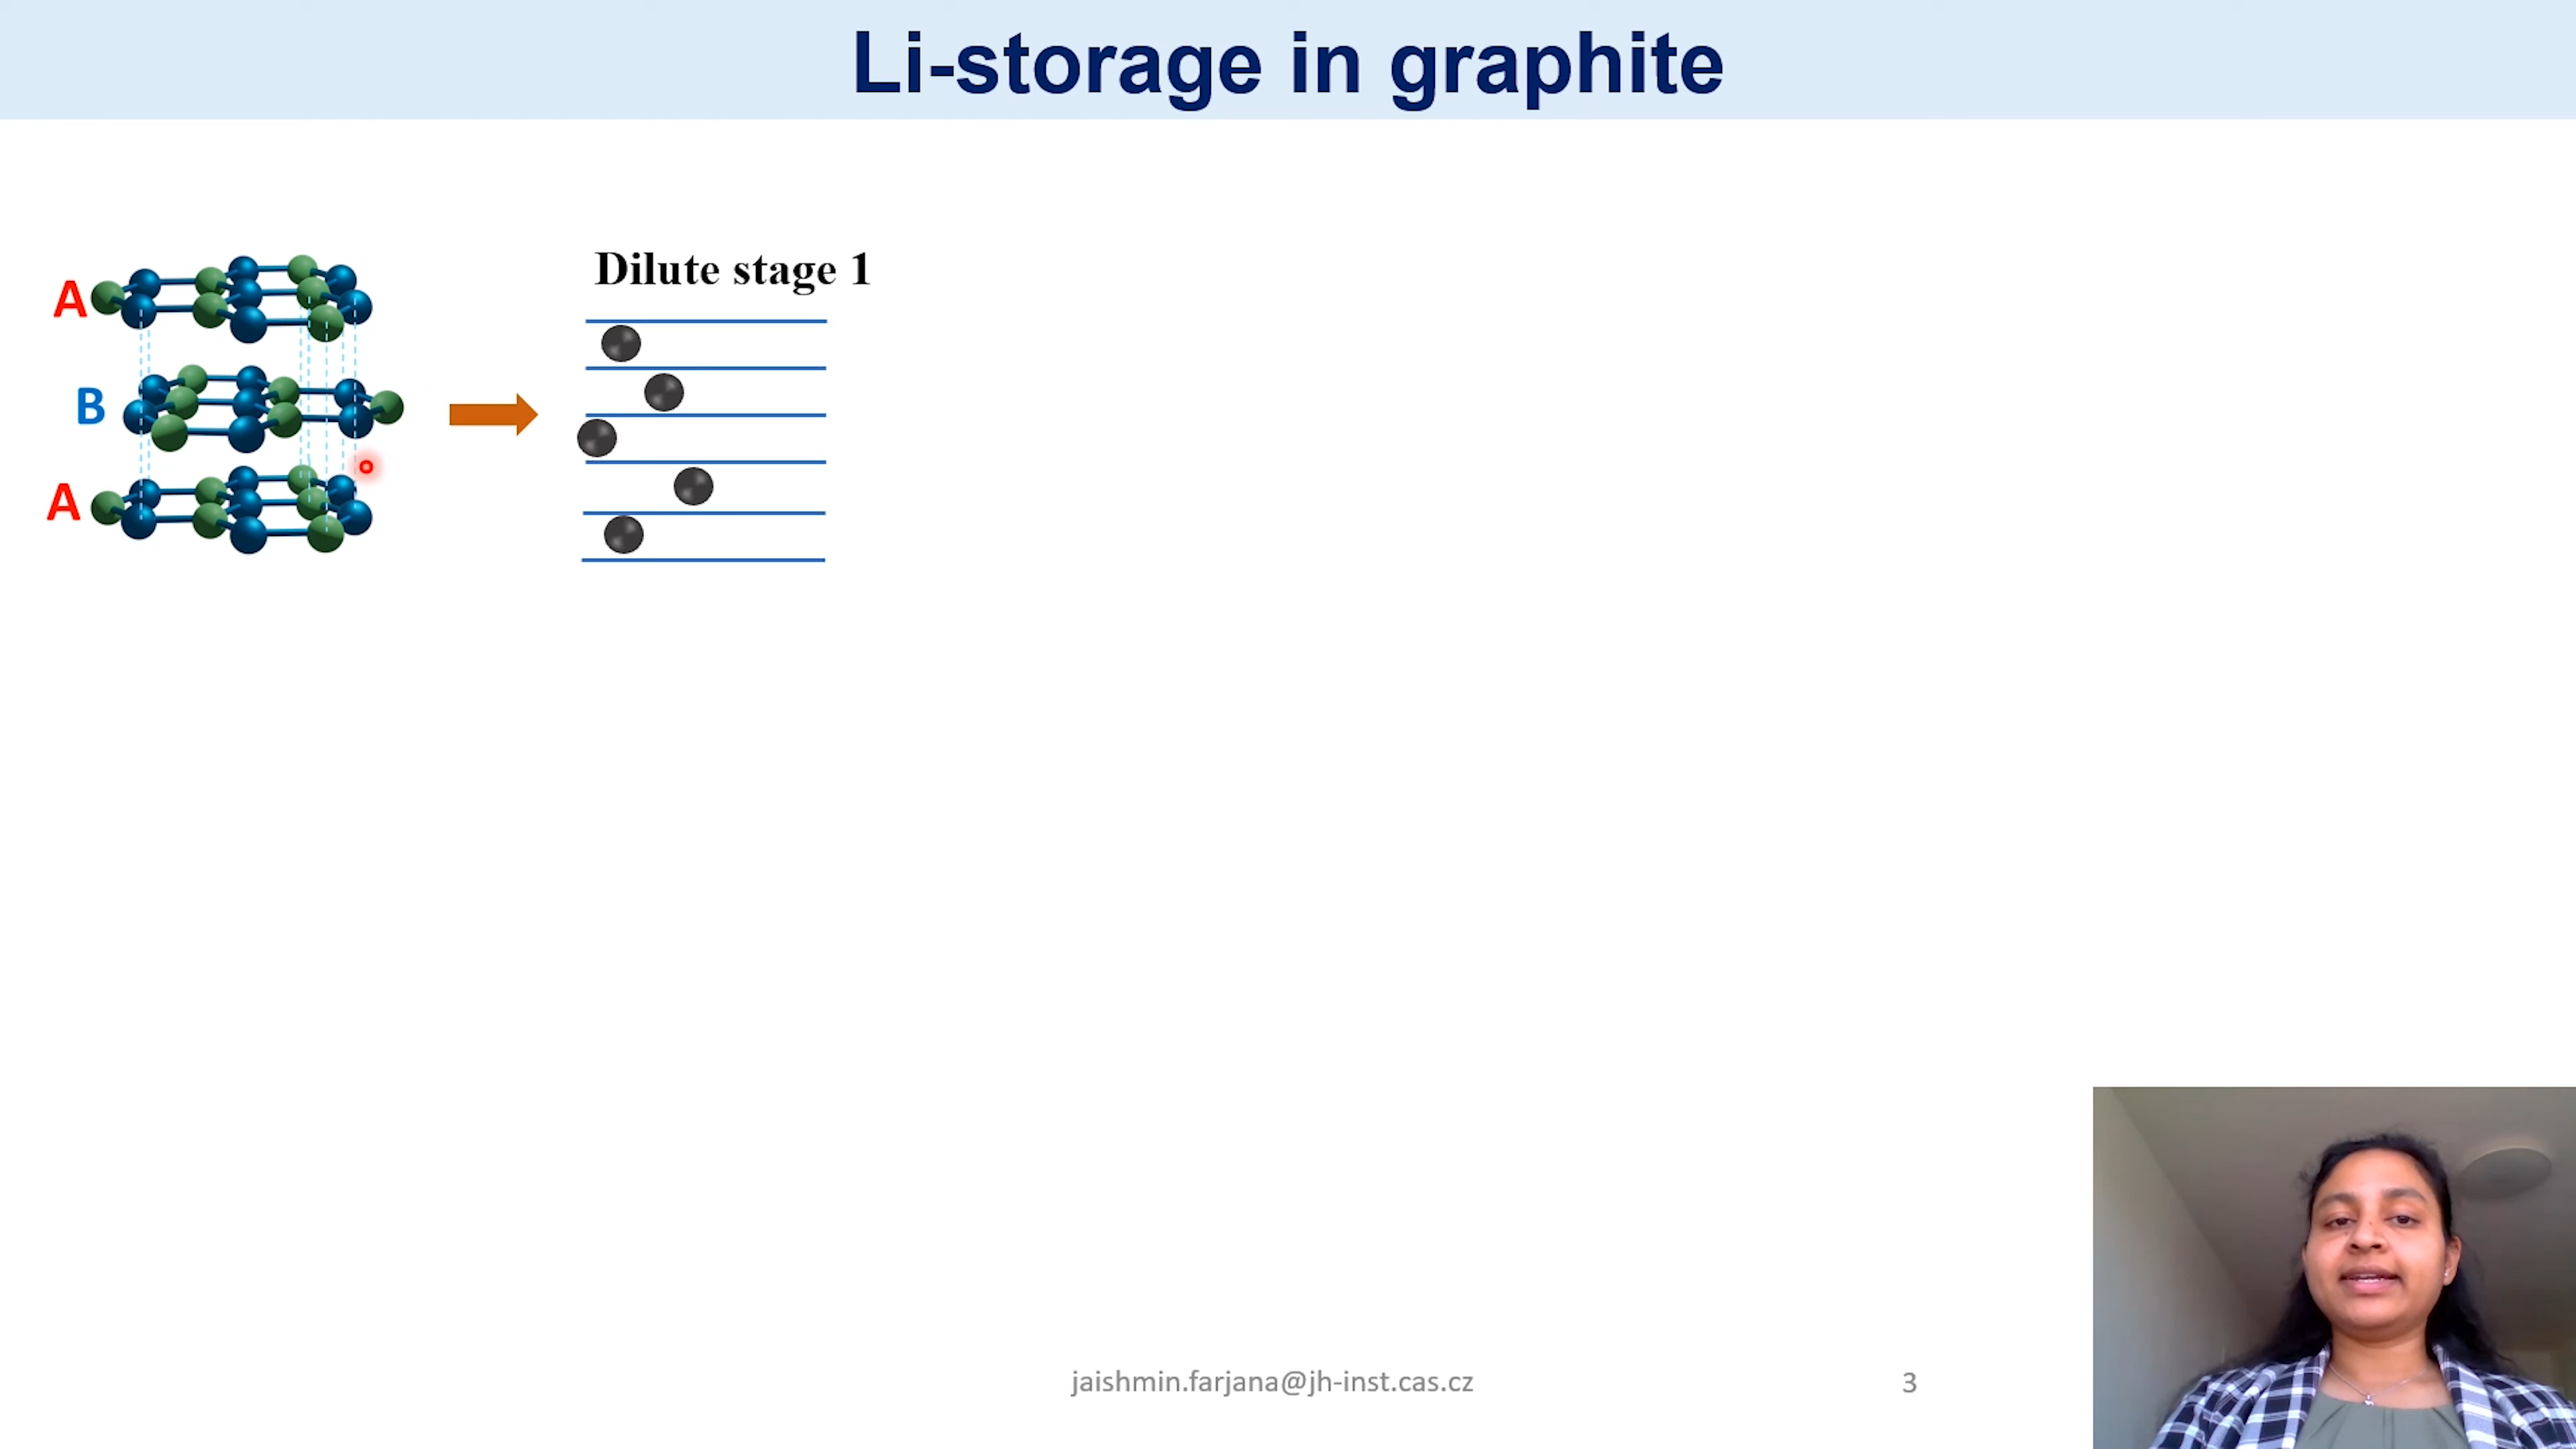 Li-storage in graphite
Dilute stage 1
A
B
A
jaishmin.farjana@jh-inst.cas.cz
3